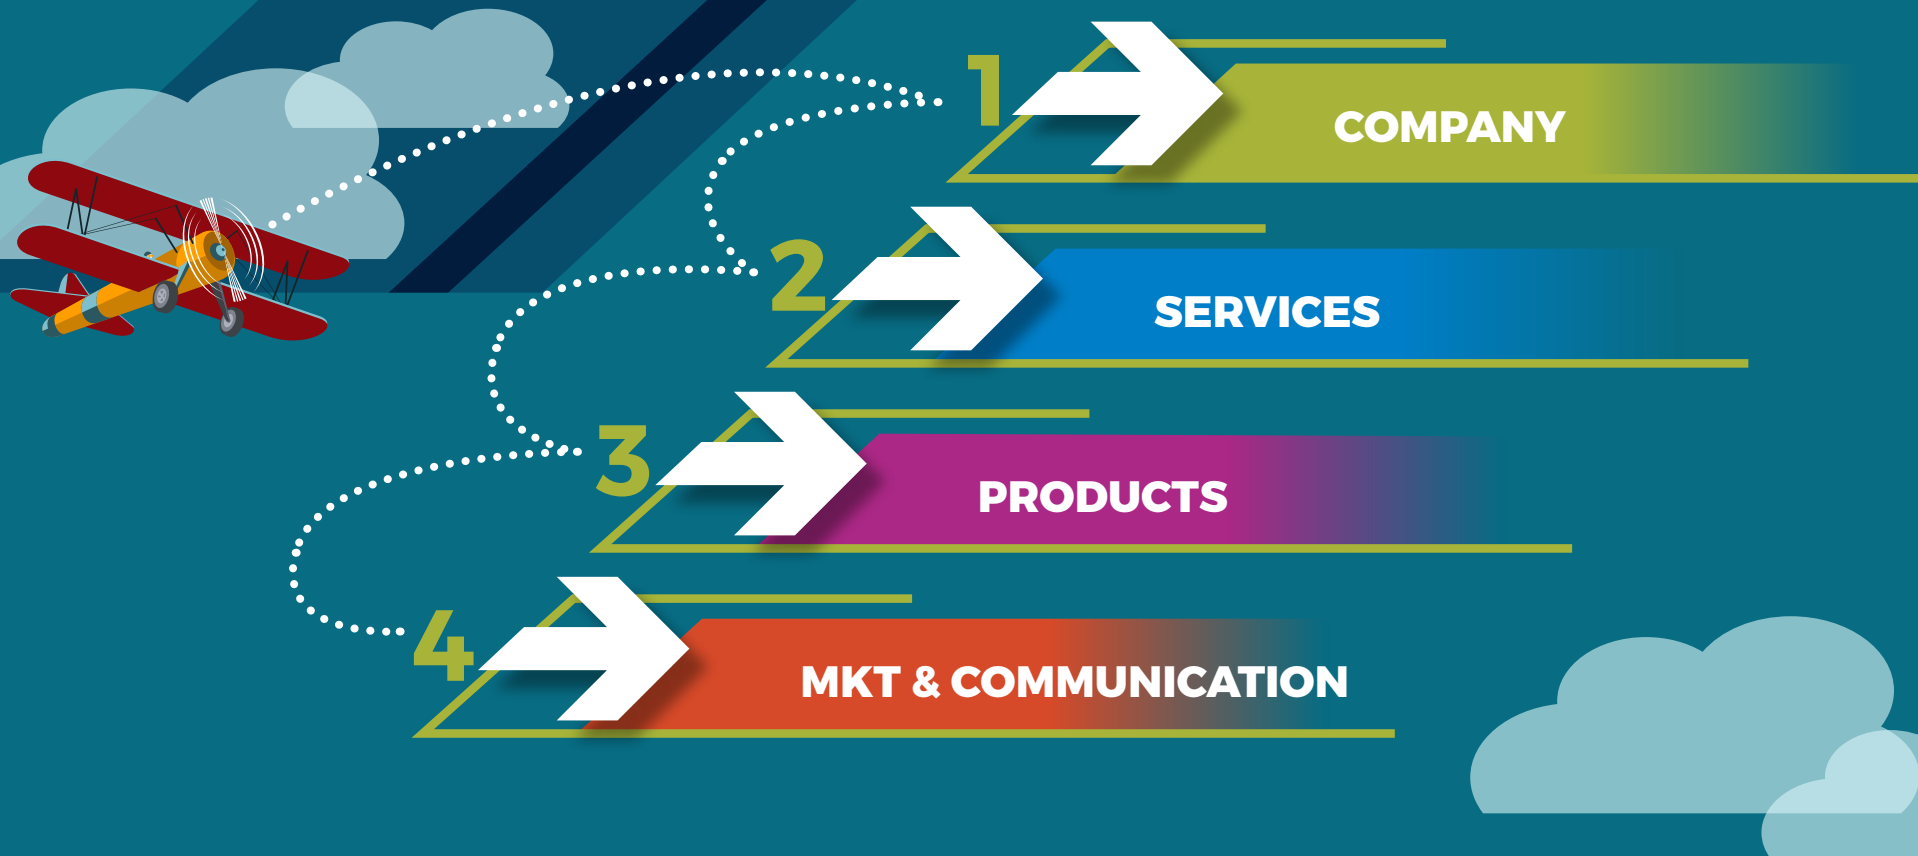 1
COMPANY
2
SERVICES
3
PRODUCTS
4
MKT & COMMUNICATION